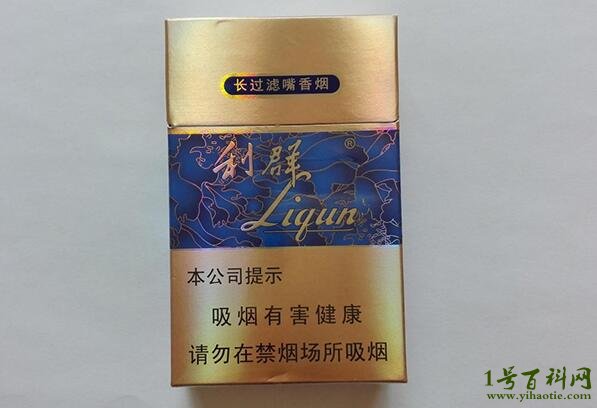 长过滤嘴香烟
利群®
Liqun
本公司提示
吸烟有害健康
请勿在禁烟场所吸烟
1号百科网
www.yihaotie.com